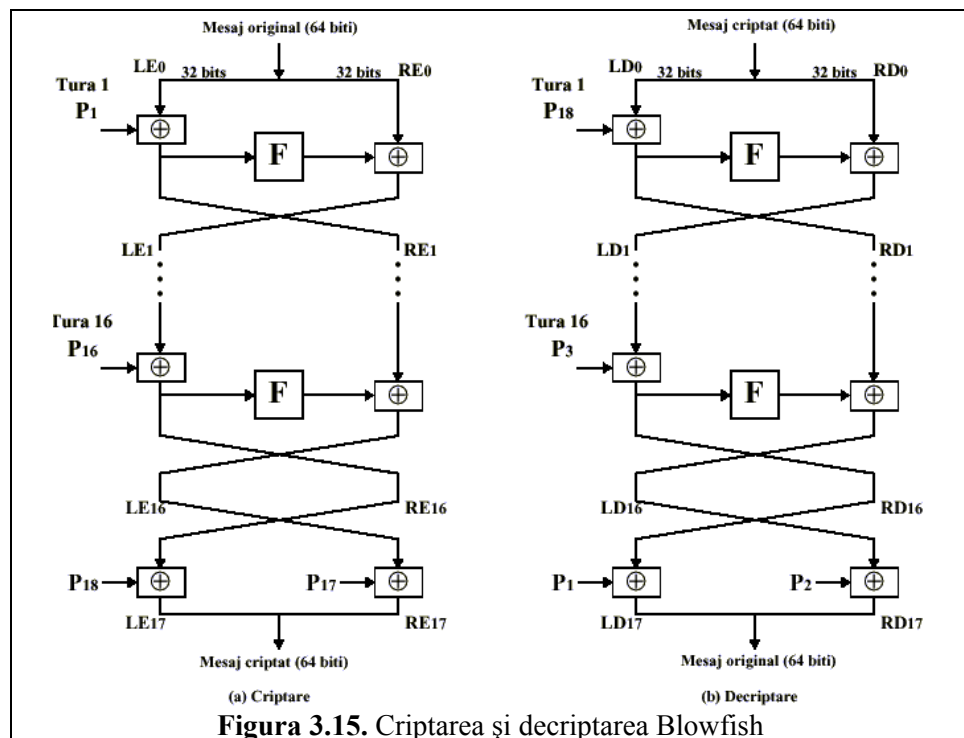 Mesaj original (64 biti)
LE0 32 bits 32 bits RE0
Tura 1
P1
F
LE1 RE1
Tura 16
P16
F
LE16 RE16
P18 P17
LE17 RE17
Mesaj criptat (64 biti)
(a) Criptare
Mesaj criptat (64 biti)
LD0 32 bits 32 bits RD0
Tura 1
P18
F
LD1 RD1
Tura 16
P3
F
LD16 RD16
P1 P2
LD17 RD17
Mesaj original (64 biti)
(b) Decriptare
Figura 3.15. Criptarea şi decriptarea Blowfish